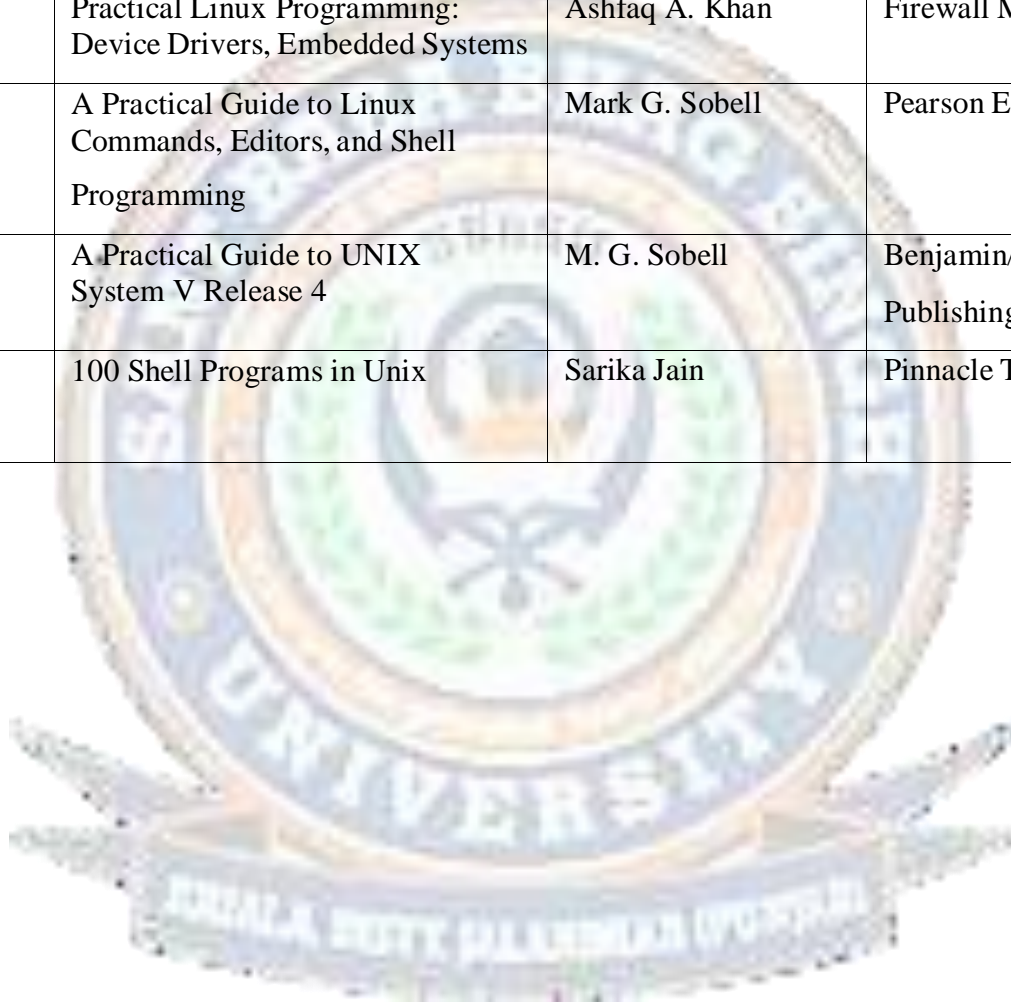 Practical Linux Programming: Ashfaq A. Khan Firewall M
Device Drivers, Embedded Systems
A Practical Guide to Linux Mark G. Sobell Pearson E
Commands, Editors, and Shell
Programming
A Practical Guide to UNIX M. G. Sobell Benjamin/
System V Release 4
Publishing
100 Shell Programs in Unix Sarika Jain Pinnacle T
UNIVERSITY